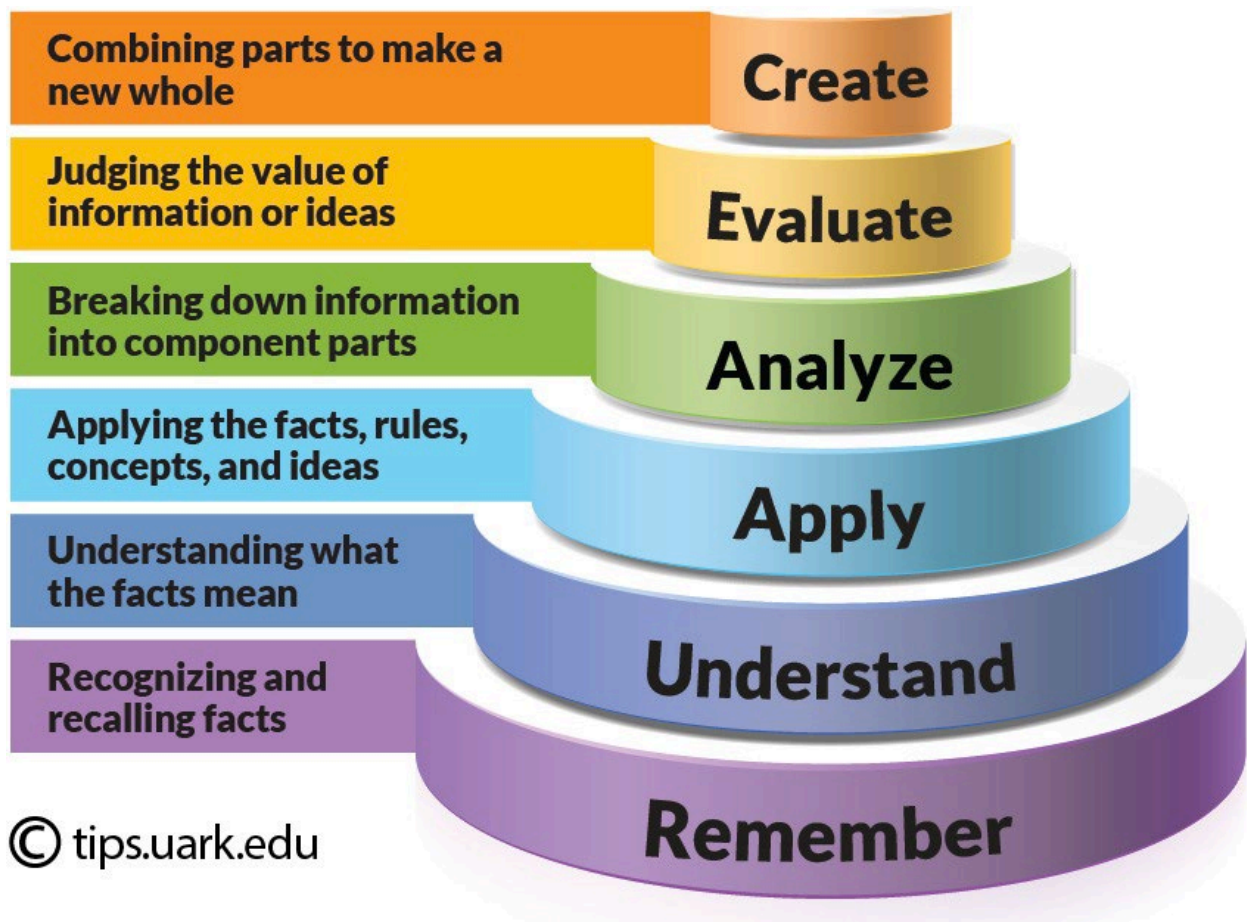 Combining parts to make a
new whole
Create
Judging the value of
information or ideas
Evaluate
Breaking down information
into component parts
Analyze
Applying the facts, rules,
concepts, and ideas
Apply
Understanding what
the facts mean
Understand
Recognizing and
recalling facts
Remember
© tips.uark.edu